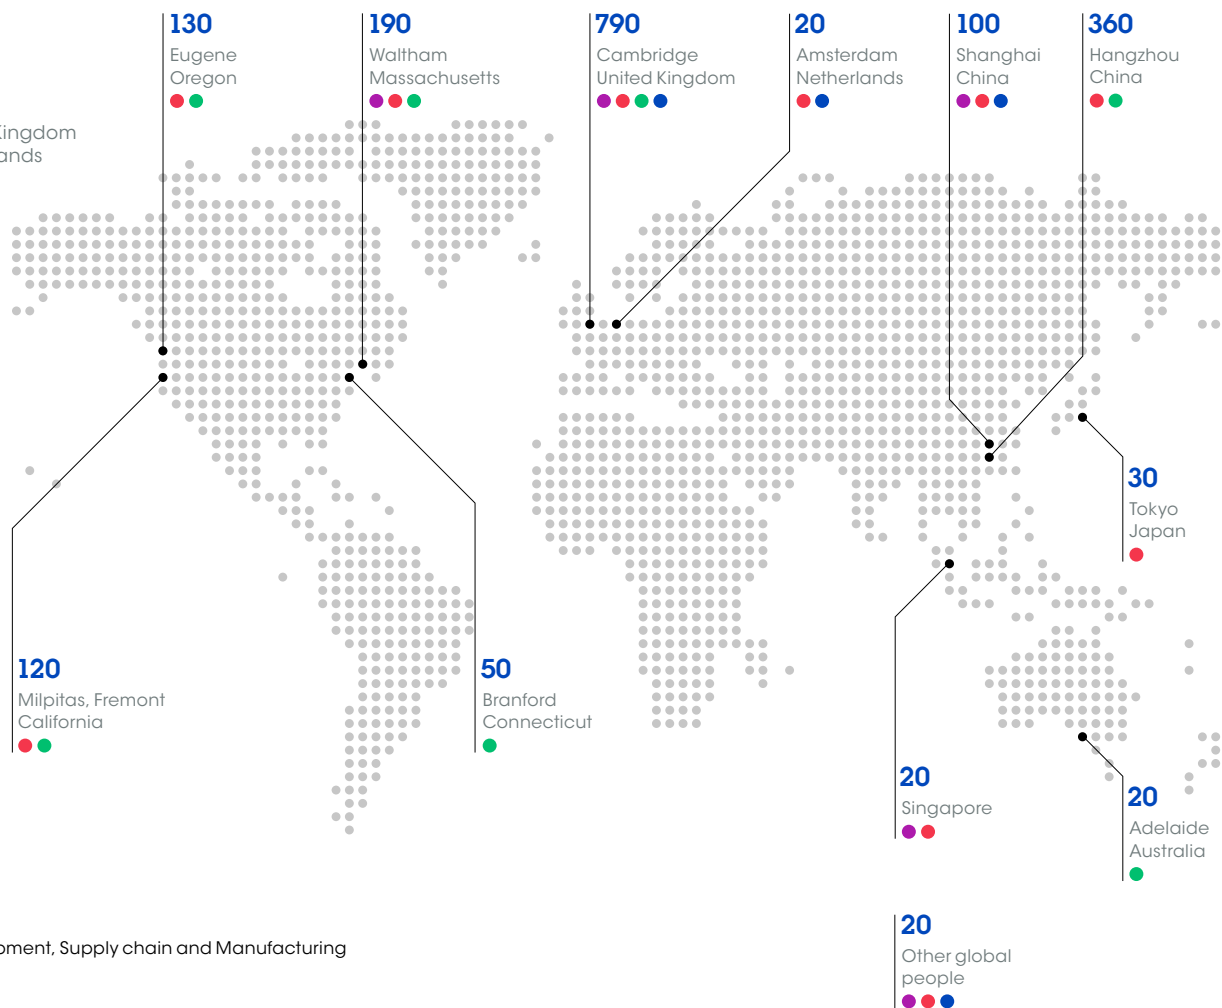 130
Eugene
Oregon
190
Waltham
Massachusetts
790
Cambridge
United Kingdom
20
Amsterdam
Netherlands
100
Shanghai
China
360
Hangzhou
China
Kingdom
ands
30
Tokyo
Japan
120
Milpitas, Fremont
California
50
Branford
Connecticut
20
Singapore
20
Adelaide
Australia
20
Other global
people
pment, Supply chain and Manufacturing